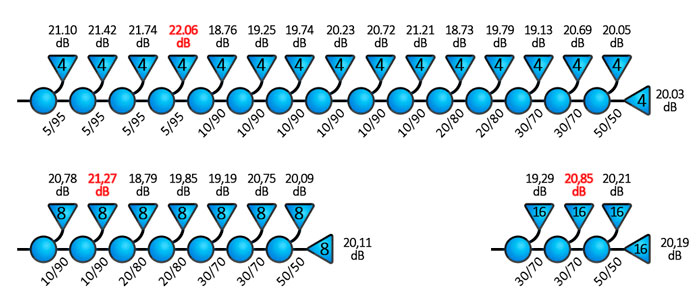 21.10 21.42 21.74 22.06 18.76 19.25 19.74 20.23 20.72 21.21 18.73 19.79 19.13 20.69 20.05
dB dB dB dB dB dB dB dB dB dB dB dB dB dB dB
4 4 4 4 4 4 4 4 4 4 4 4 4 4 4
4 20.03
dB
5/95 5/95 5/95 5/95 10/90 10/90 10/90 10/90 10/90 10/90 20/80 20/80 30/70 30/70 50/50
20,78 21,27 18,79 19,85 19,19 20,75 20,09
dB dB dB dB dB dB dB
8 8 8 8 8 8 8
8 20,11
dB
10/90 10/90 20/80 20/80 30/70 30/70 50/50
19,29 20,85 20,21
dB dB dB
16 16 16
16 20,19
dB
30/70 30/70 50/50